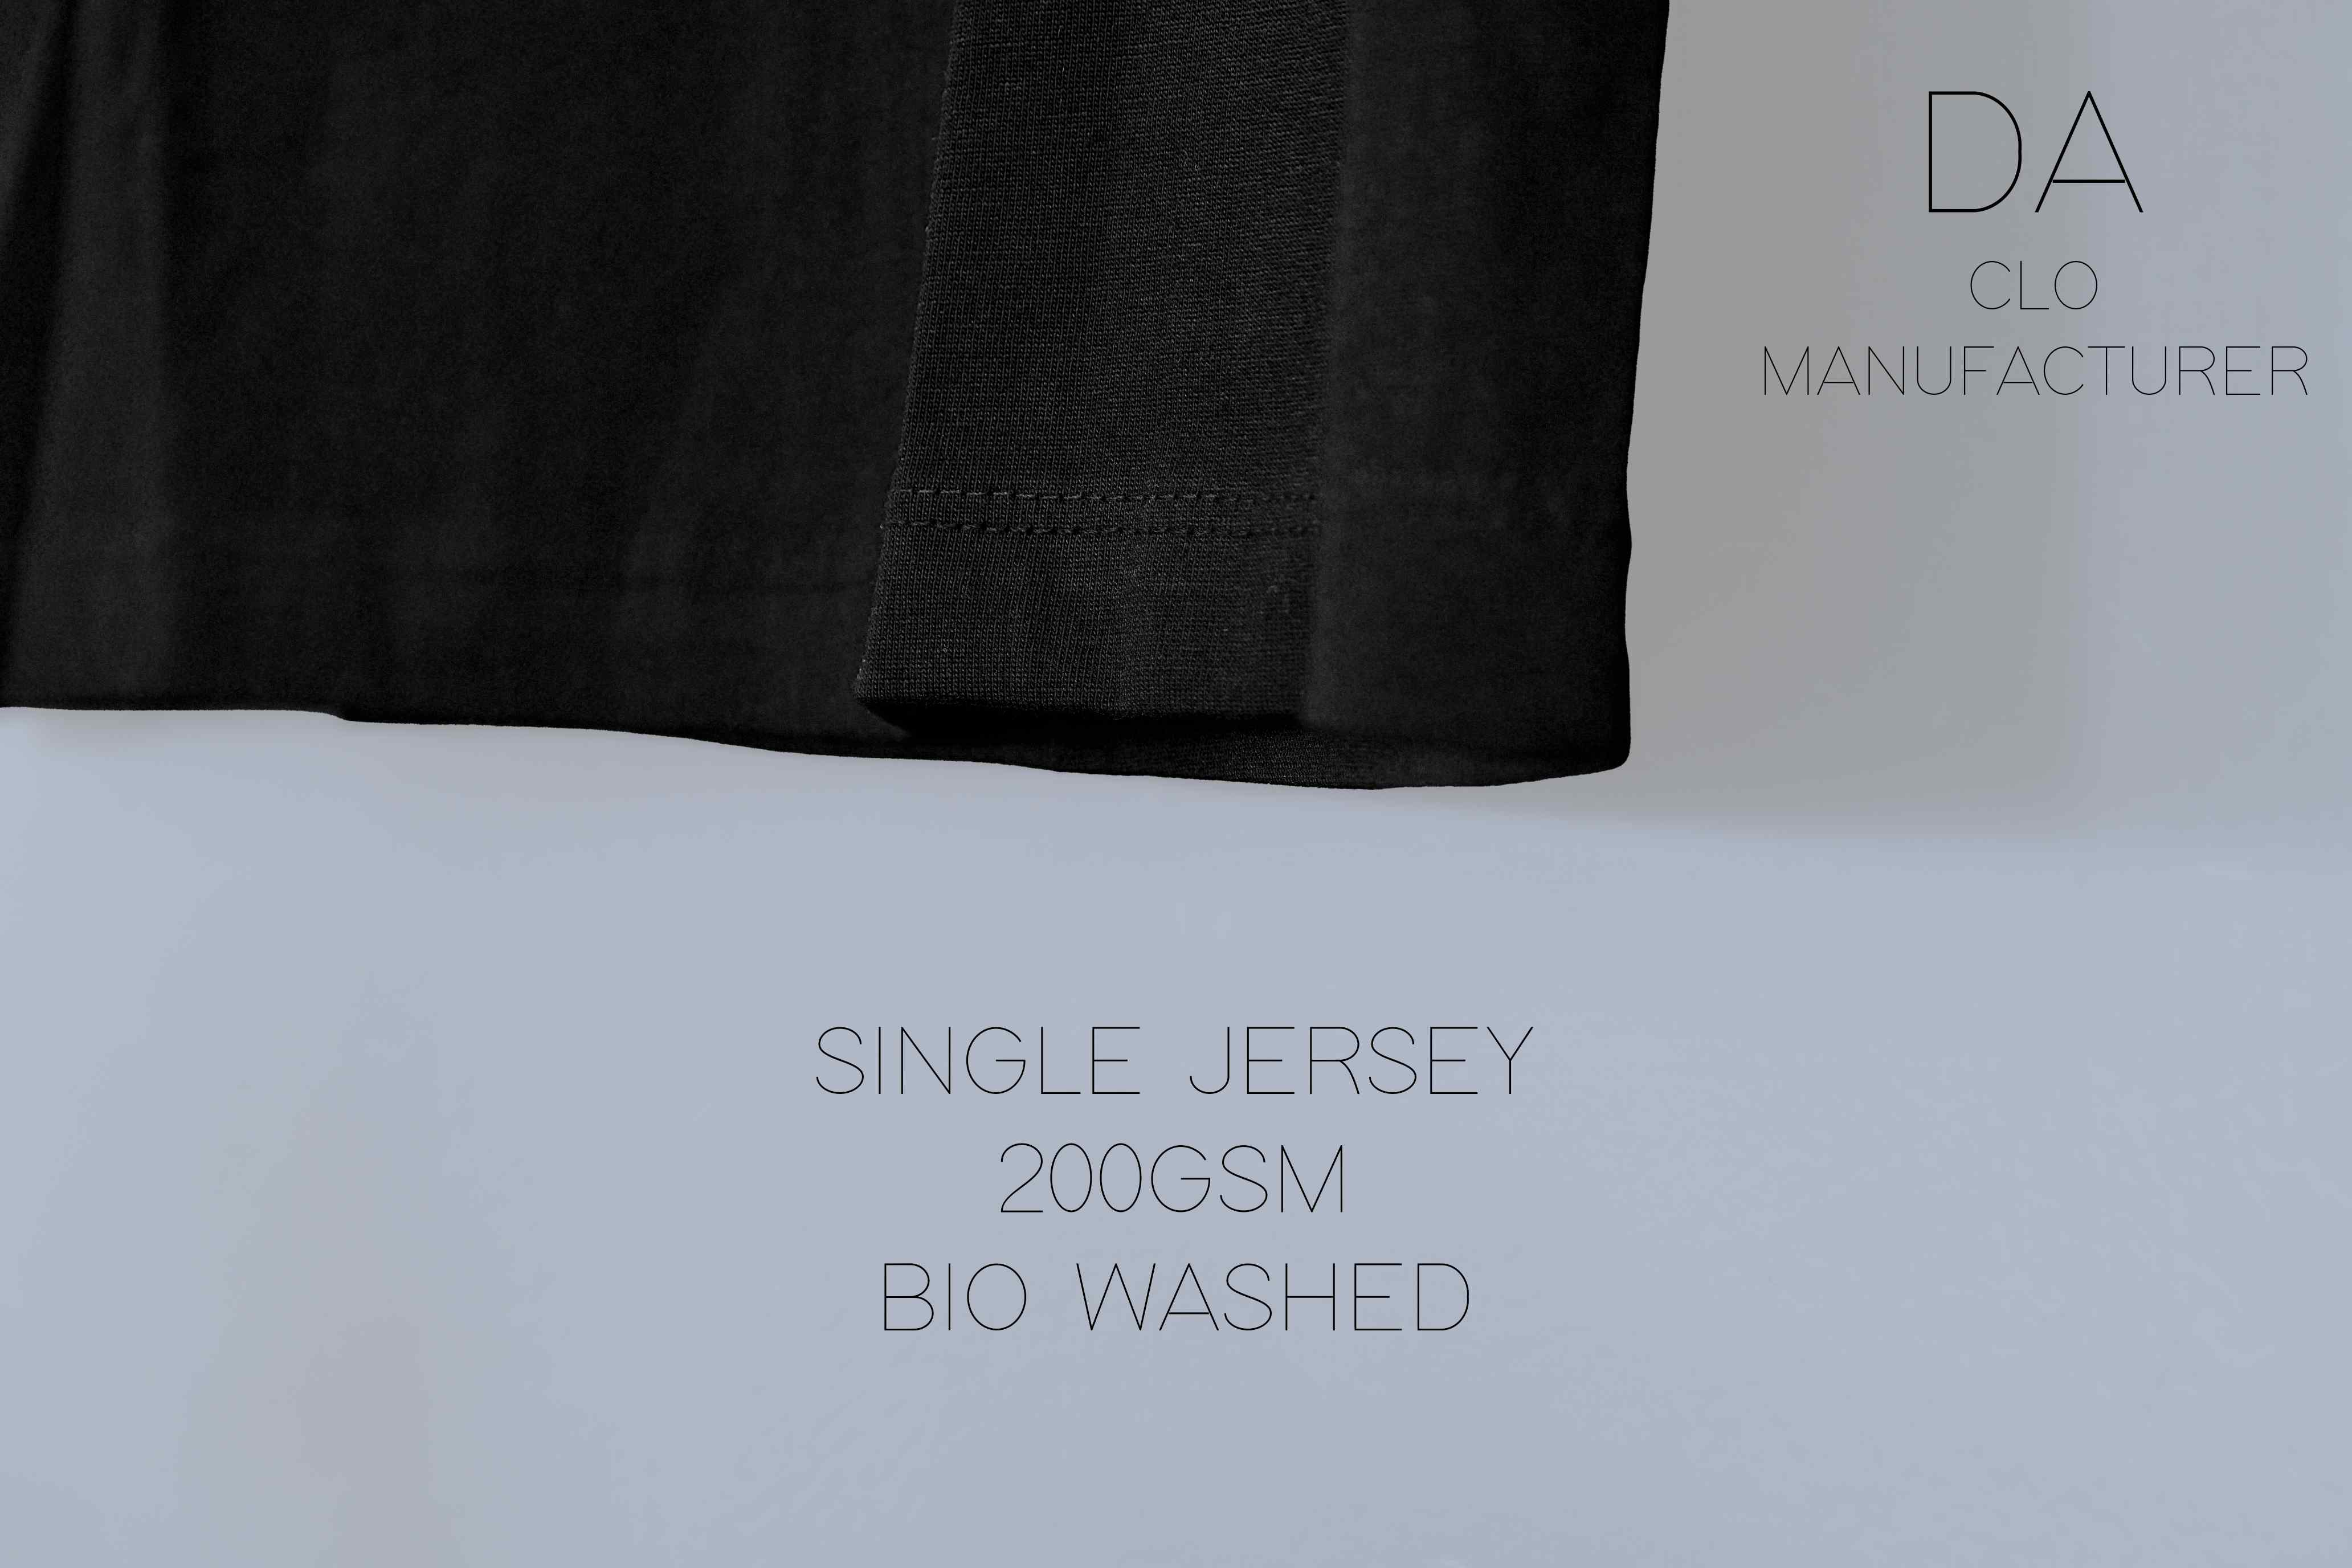 DA
CLO
MANUFACTURER
SINGLE JERSEY
200GSM
BIO WASHED